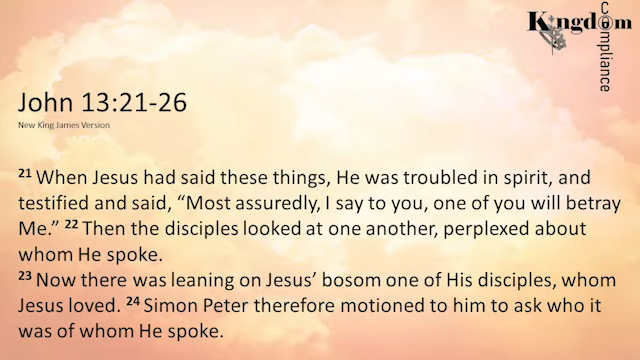 Kingdom
Compliance
John 13:21-26
New King James Version
21 When Jesus had said these things, He was troubled in spirit, and
testified and said, “Most assuredly, I say to you, one of you will betray
Me.” 22 Then the disciples looked at one another, perplexed about
whom He spoke.
23 Now there was leaning on Jesus’ bosom one of His disciples, whom
Jesus loved. 24 Simon Peter therefore motioned to him to ask who it
was of whom He spoke.